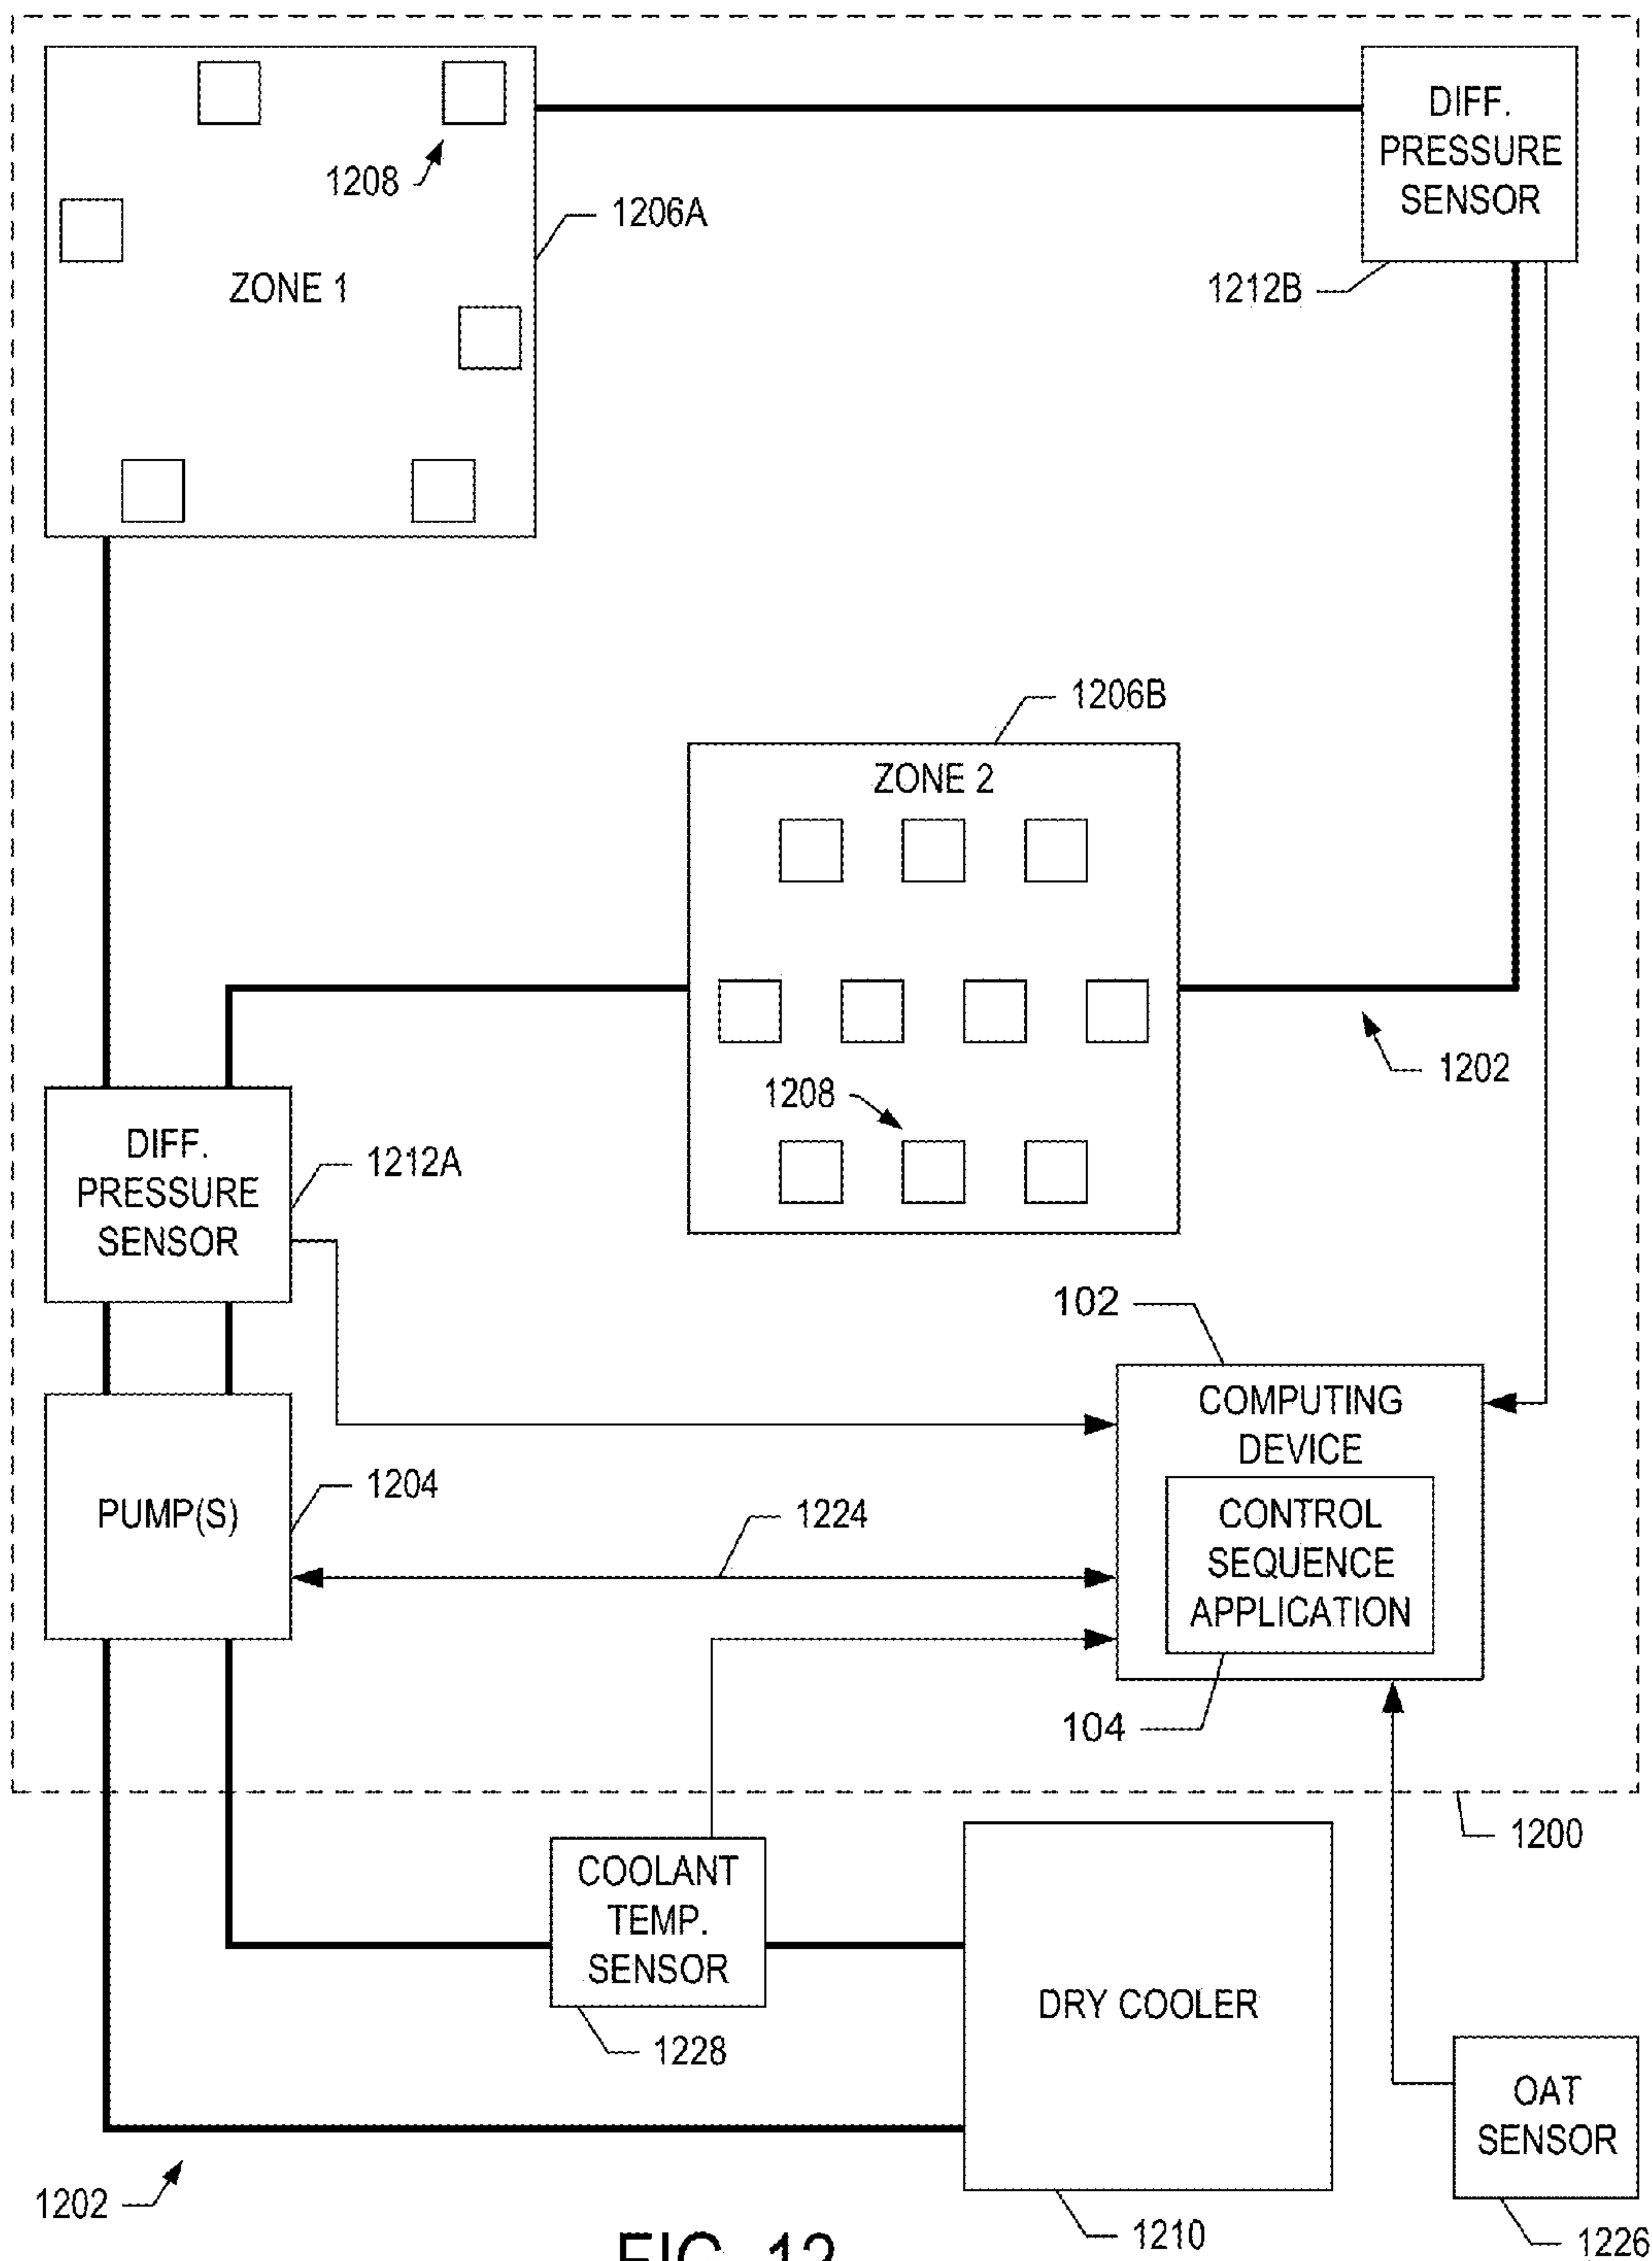 DIFF.
PRESSURE
SENSOR
1208
1206A
ZONE 1
1212B
1206B
ZONE 2
1202
1208
DIFF.
PRESSURE
SENSOR
1212A
102
COMPUTING
DEVICE
PUMP(S)
1204
1224
CONTROL
SEQUENCE
APPLICATION
104
1200
COOLANT
TEMP.
SENSOR
DRY COOLER
1228
OAT
SENSOR
1202
1210
1226
FIG. 12